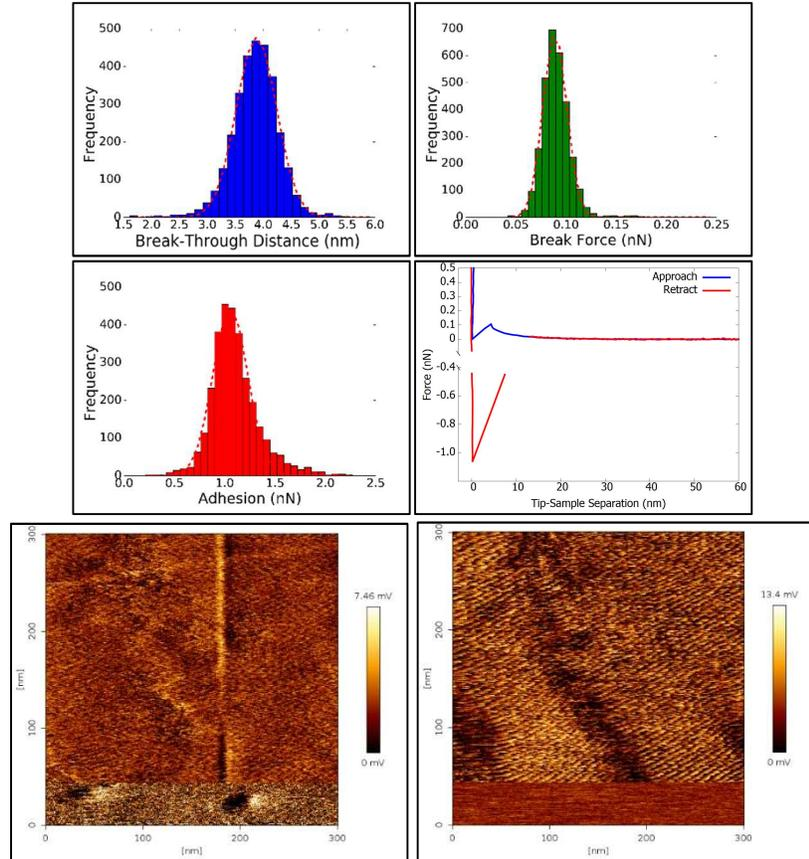 500
400
300
200
100
0
Frequency
1.5 2.0 2.5 3.0 3.5 4.0 4.5 5.0 5.5 6.0
Break-Through Distance (nm)
700
600
500
400
300
200
100
0
Frequency
0.00 0.05 0.10 0.15 0.20 0.25
Break Force (nN)
500
400
300
200
100
0
Frequency
0.0 0.5 1.0 1.5 2.0 2.5
Adhesion (nN)
Approach
Retract
0.5
0.4
0.3
0.2
0.1
0
-0.4
-0.6
-0.8
-1.0
Force (nN)
0 10 20 30 40 50 60
Tip-Sample Separation (nm)
300
200
100
0
[nm]
0 100 200 300
[nm]
7.46 mV
0 mV
300
200
100
0
[nm]
0 100 200 300
[nm]
13.4 mV
0 mV